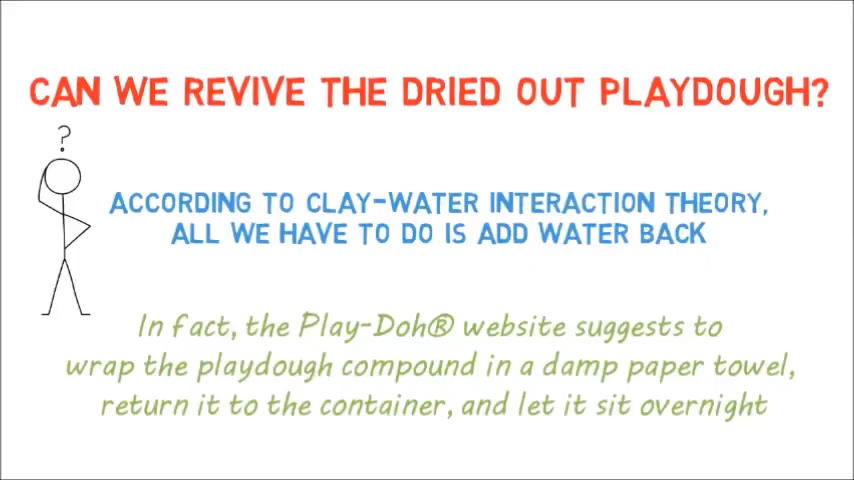 CAN WE REVIVE THE DRIED OUT PLAYDOUGH?
?
ACCORDING TO CLAY-WATER INTERACTION THEORY,
ALL WE HAVE TO DO IS ADD WATER BACK
In fact, the Play-Doh® website suggests to
wrap the playdough compound in a damp paper towel,
return it to the container, and let it sit overnight